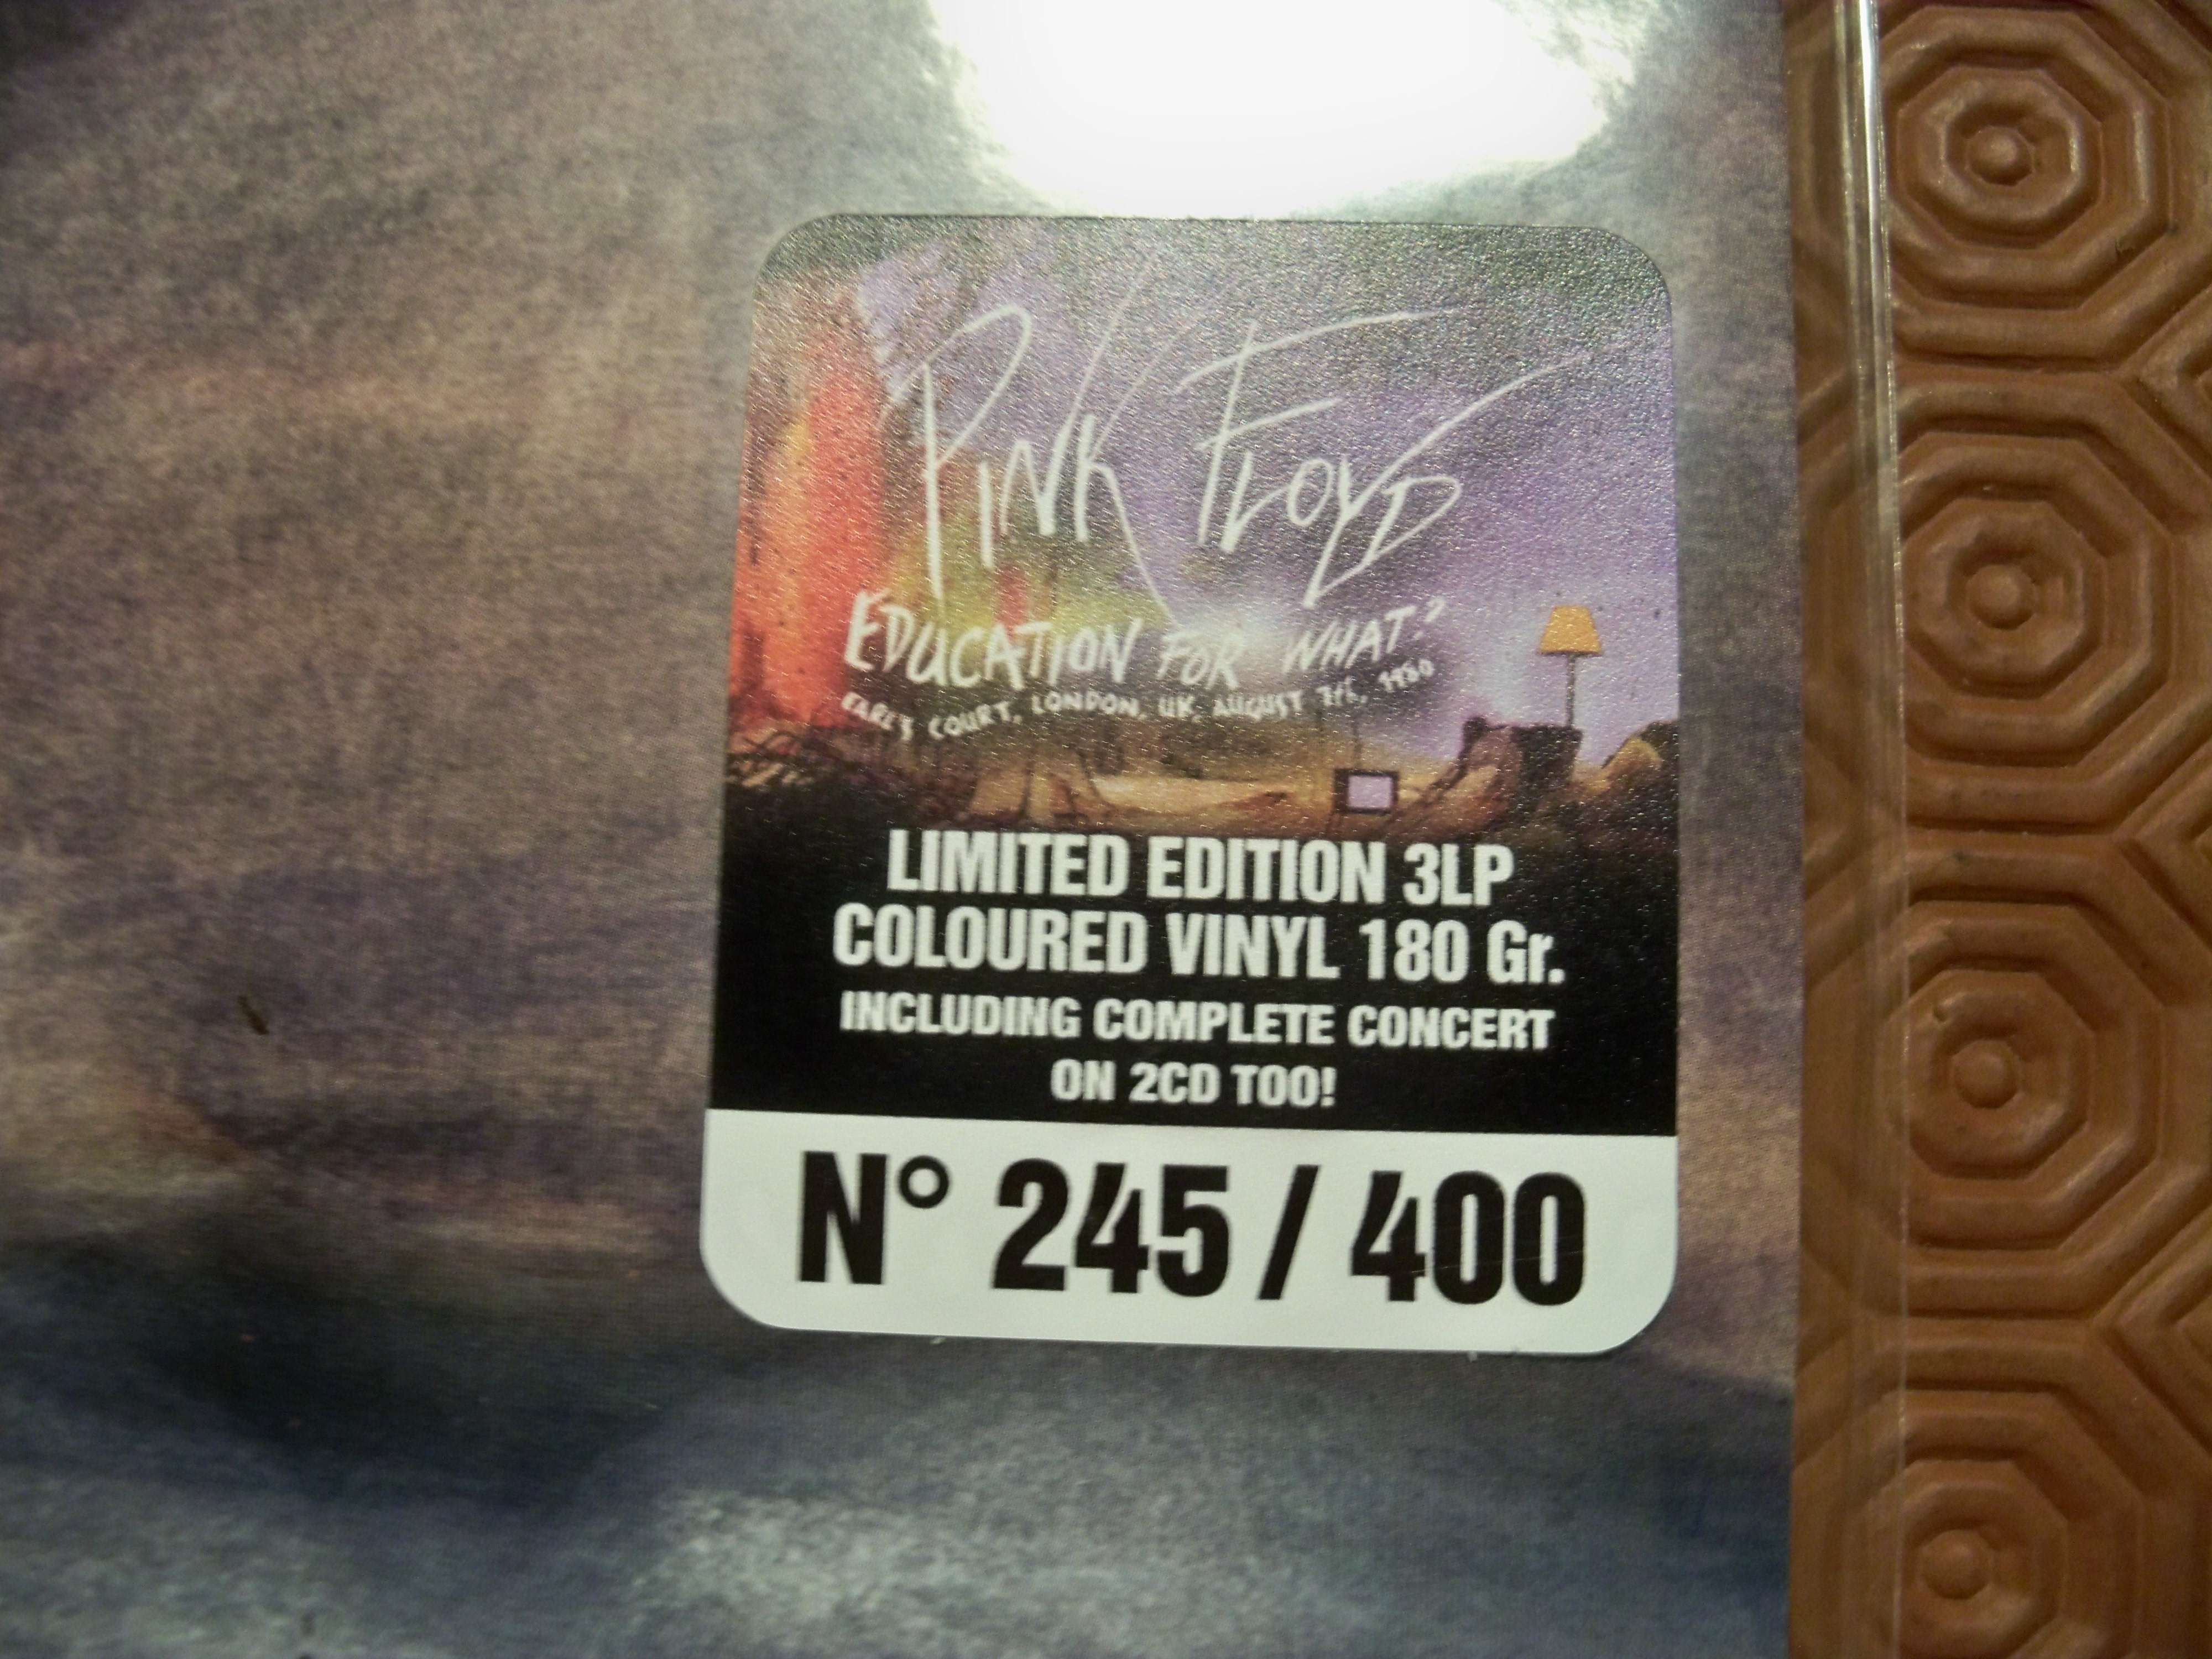 PINK FLOYD
EDUCATION FOR WHAT?
EARL'S COURT, LONDON, UK, AUGUST 7th, 1980
LIMITED EDITION 3LP
COLOURED VINYL 180 Gr.
INCLUDING COMPLETE CONCERT
ON 2CD TOO!
N° 245 / 400